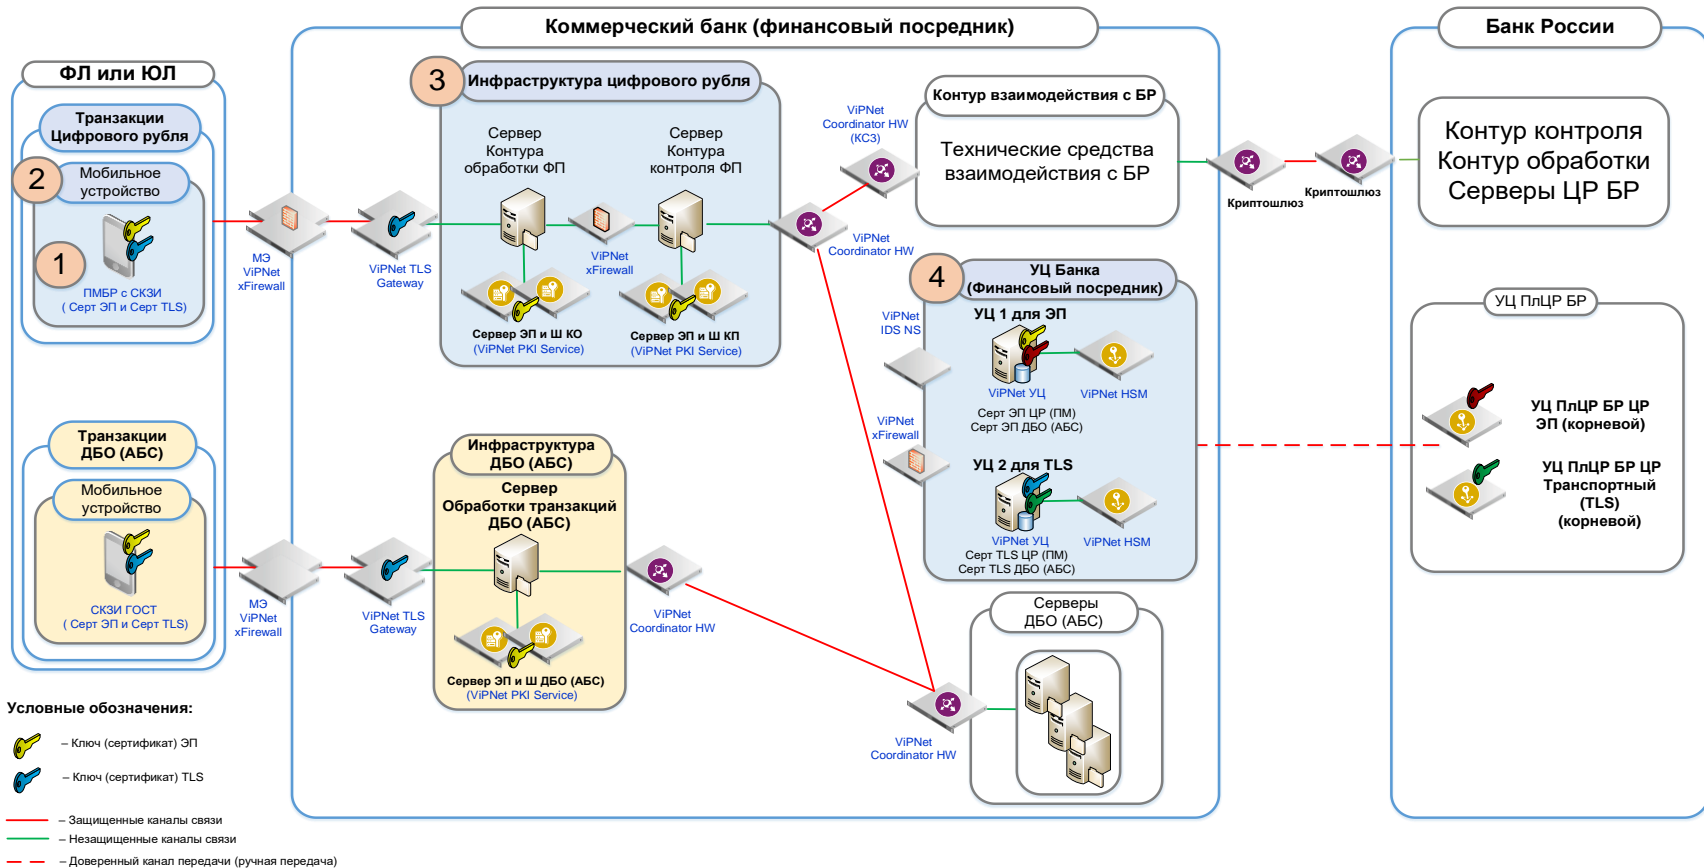 Коммерческий банк (финансовый посредник)
Банк России
ФЛ или ЮЛ
Транзакции
Цифрового рубля
2
Мобильное
устройство
1
ПМБР с СКЗИ
( Серт ЭП и Серт TLS)
МЭ
ViPNet
xFirewall
ViPNet TLS
Gateway
3
Инфраструктура цифрового рубля
Сервер
Контура
обработки ФП
Сервер
Контура
контроля ФП
ViPNet
xFirewall
Сервер ЭП и Ш КО
(ViPNet PKI Service)
Сервер ЭП и Ш КП
(ViPNet PKI Service)
ViPNet
Coordinator HW
(КС3)
ViPNet
Coordinator HW
Контур взаимодействия с БР
Технические средства
взаимодействия с БР
Криптошлюз
Криптошлюз
Контур контроля
Контур обработки
Серверы ЦР БР
4
УЦ Банка
(Финансовый посредник)
ViPNet
IDS NS
УЦ 1 для ЭП
ViPNet УЦ
ViPNet HSM
Серт ЭП ЦР (ПМ)
Серт ЭП ДБО (АБС)
ViPNet
xFirewall
УЦ 2 для TLS
ViPNet УЦ
ViPNet HSM
Серт TLS ЦР (ПМ)
Серт TLS ДБО (АБС)
УЦ ПлЦР БР
УЦ ПлЦР БР ЦР
ЭП (корневой)
УЦ ПлЦР БР ЦР
Транспортный
(TLS)
(корневой)
Транзакции
ДБО (АБС)
Мобильное
устройство
СКЗИ ГОСТ
( Серт ЭП и Серт TLS)
МЭ
ViPNet
xFirewall
ViPNet TLS
Gateway
Инфраструктура
ДБО (АБС)
Сервер
Обработки транзакций
ДБО (АБС)
Сервер ЭП и Ш ДБО (АБС)
(ViPNet PKI Service)
ViPNet
Coordinator HW
ViPNet
Coordinator HW
Серверы
ДБО (АБС)
Условные обозначения:
– Ключ (сертификат) ЭП
– Ключ (сертификат) TLS
– Защищенные каналы связи
– Незащищенные каналы связи
– Доверенный канал передачи (ручная передача)